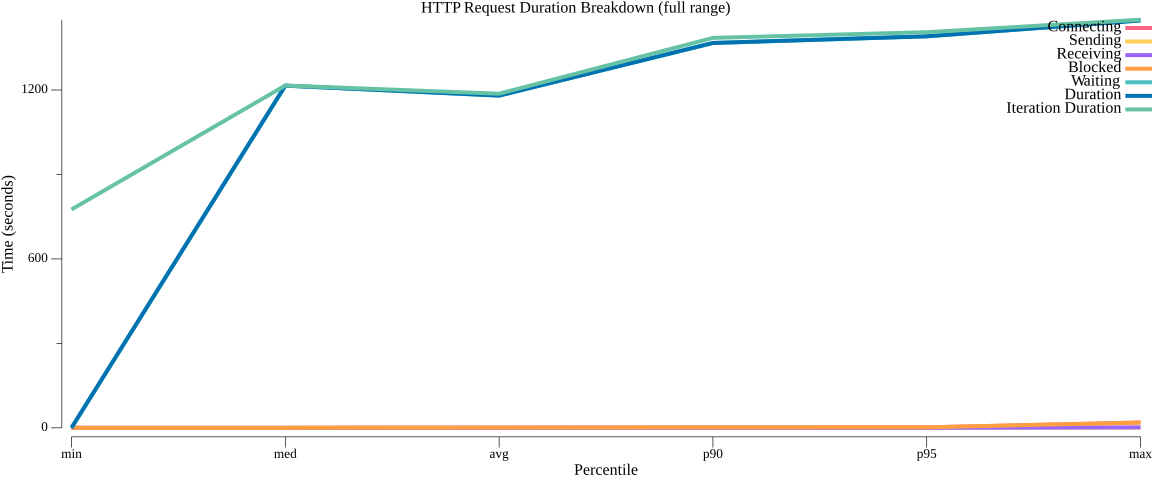 HTTP Request Duration Breakdown (full range)
Connecting
Sending
Receiving
Blocked
Waiting
Duration
Iteration Duration
1200
600
0
Time (seconds)
min med avg p90 p95 max
Percentile